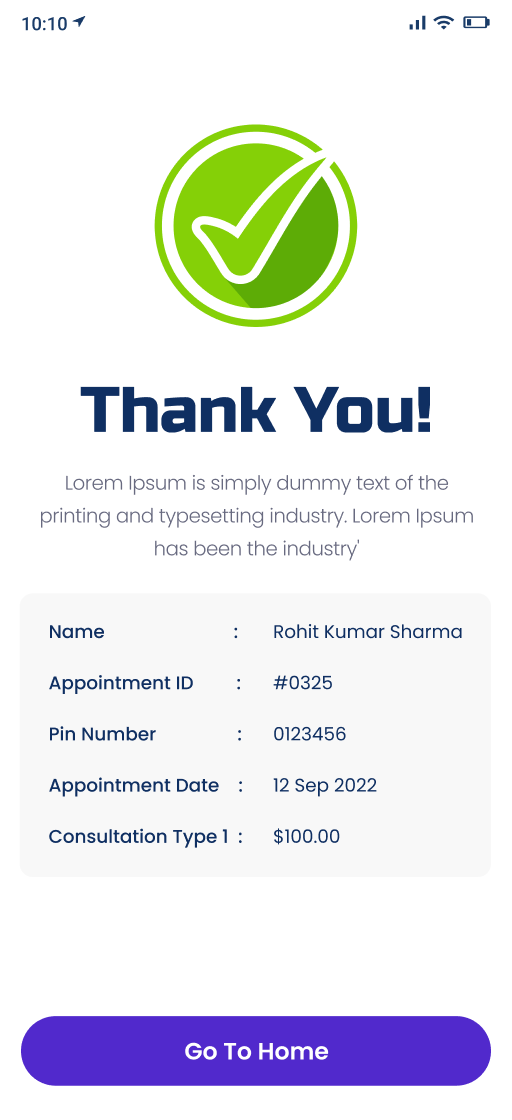 10:10
Thank You!
Lorem Ipsum is simply dummy text of the
printing and typesetting industry. Lorem Ipsum
has been the industry'
Name : Rohit Kumar Sharma
Appointment ID : #0325
Pin Number : 0123456
Appointment Date : 12 Sep 2022
Consultation Type 1 : $100.00
Go To Home